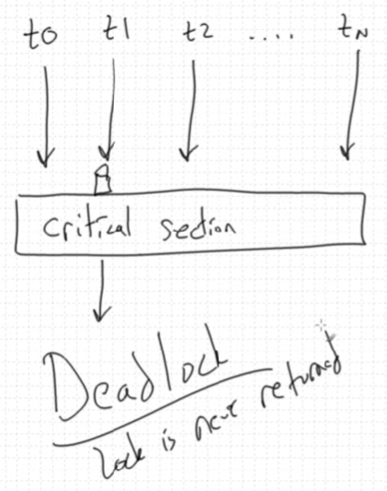 t0 t1 t2 .... tN
critical section
Deadlock
lock is never returned